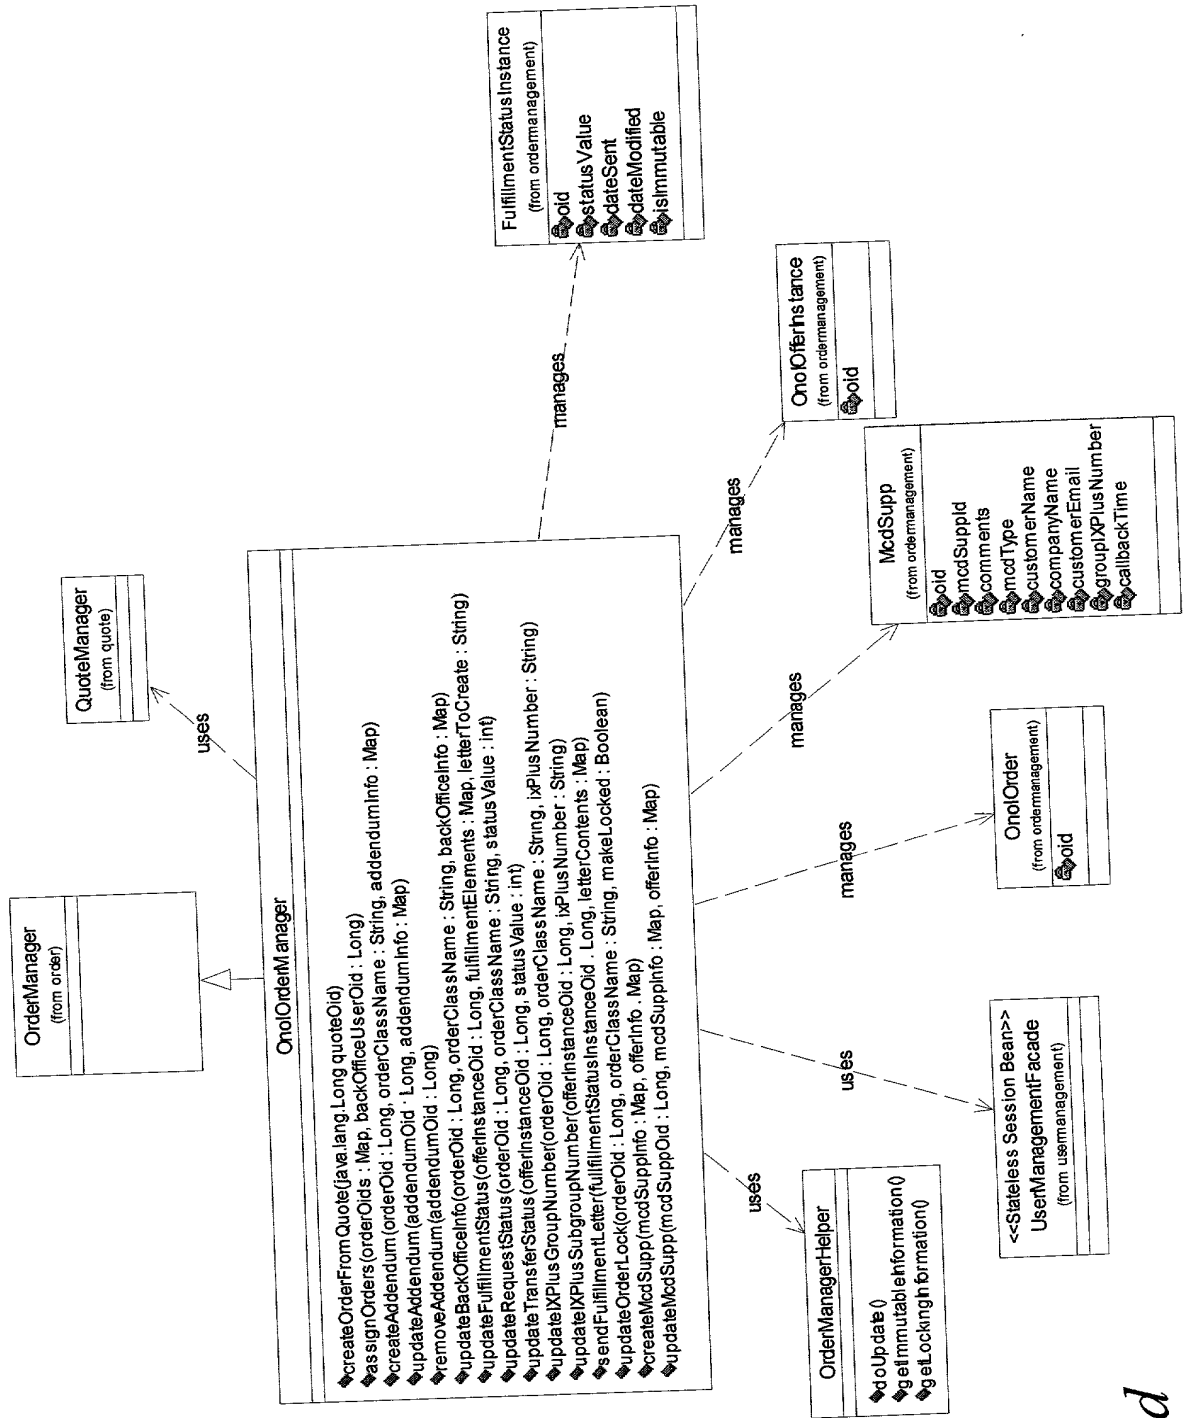 OrderManager
(from order)
QuoteManager
(from quote)
uses
OnolOrderManager
createOrderFromQuote(java.lang.Long quoteOid)
assignOrders(orderOids : Map, backOfficeUserOid : Long)
createAddendum(orderOid : Long, orderClassName : String, addendumInfo : Map)
updateAddendum(addendumOid : Long, addendumInfo : Map)
removeAddendum(addendumOid : Long)
updateBackOfficeInfo(orderOid : Long, orderClassName : String, backOfficeInfo : Map)
updateFulfillmentStatus(offerInstanceOid : Long, fulfillmentElements : Map, letterToCreate : String)
updateRequestStatus(orderOid : Long, orderClassName : String, statusValue : int)
updateTransferStatus(offerInstanceOid : Long, statusValue : int)
updateIXPlusGroupNumber(orderOid : Long, orderClassName : String, ixPlusNumber : String)
updateIXPlusSubgroupNumber(offerInstanceOid : Long, ixPlusNumber : String)
sendFulfillmentLetter(fullfillmentStatusInstanceOid : Long, letterContents : Map)
updateOrderLock(orderOid : Long, orderClassName : String, makeLocked : Boolean)
createMcdSupp(mcdSuppInfo : Map, offerInfo : Map)
updateMcdSupp(mcdSuppOid : Long, mcdSuppInfo : Map, offerInfo : Map)
manages
FulfillmentStatusInstance
(from ordermanagement)
oid
statusValue
dateSent
dateModified
isImmutable
manages
OnolOfferInstance
(from ordermanagement)
oid
manages
McdSupp
(from ordermanagement)
oid
mcdSuppId
comments
mcdType
customerName
companyName
customerEmail
groupIXPlusNumber
callbackTime
manages
OnolOrder
(from ordermanagement)
oid
uses
<<Stateless Session Bean>>
UserManagementFacade
(from usermanagement)
uses
OrderManagerHelper
doUpdate()
getImmutableInformation()
getLockingInformation()
d